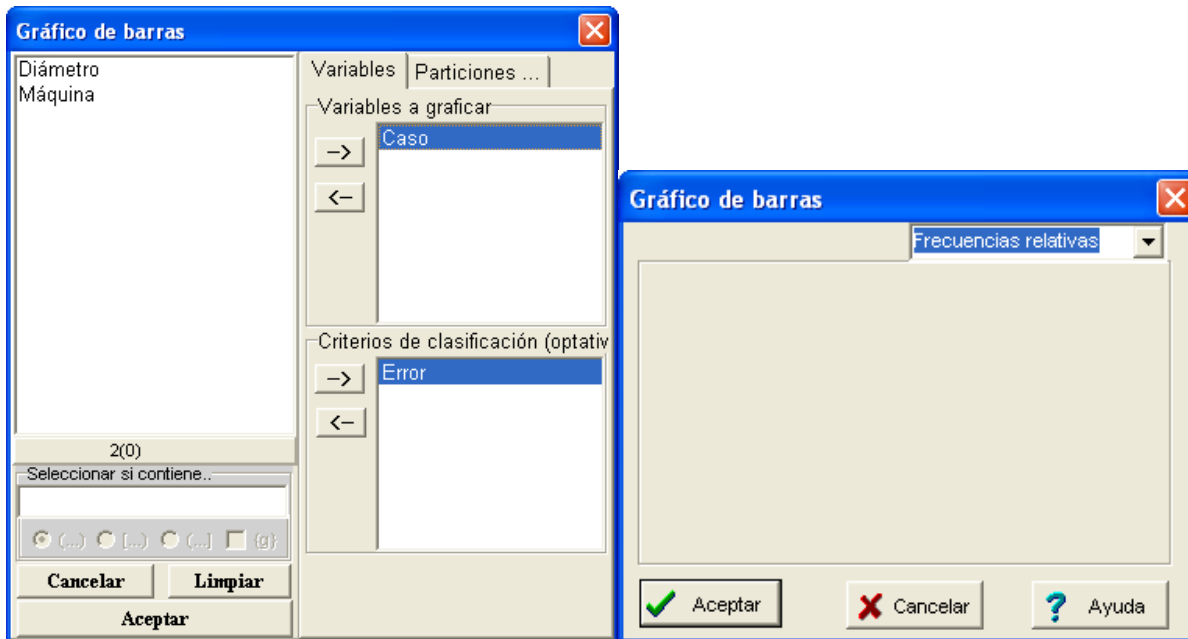 Gráfico de barras
Diámetro
Máquina
2(0)
Seleccionar si contiene..
(...) [...) (...] {g}
Cancelar Limpiar
Aceptar
Variables Particiones ...
Variables a graficar
-->
Caso
<--
Criterios de clasificación (optativ
-->
Error
<--
Gráfico de barras
Frecuencias relativas
Aceptar Cancelar ? Ayuda